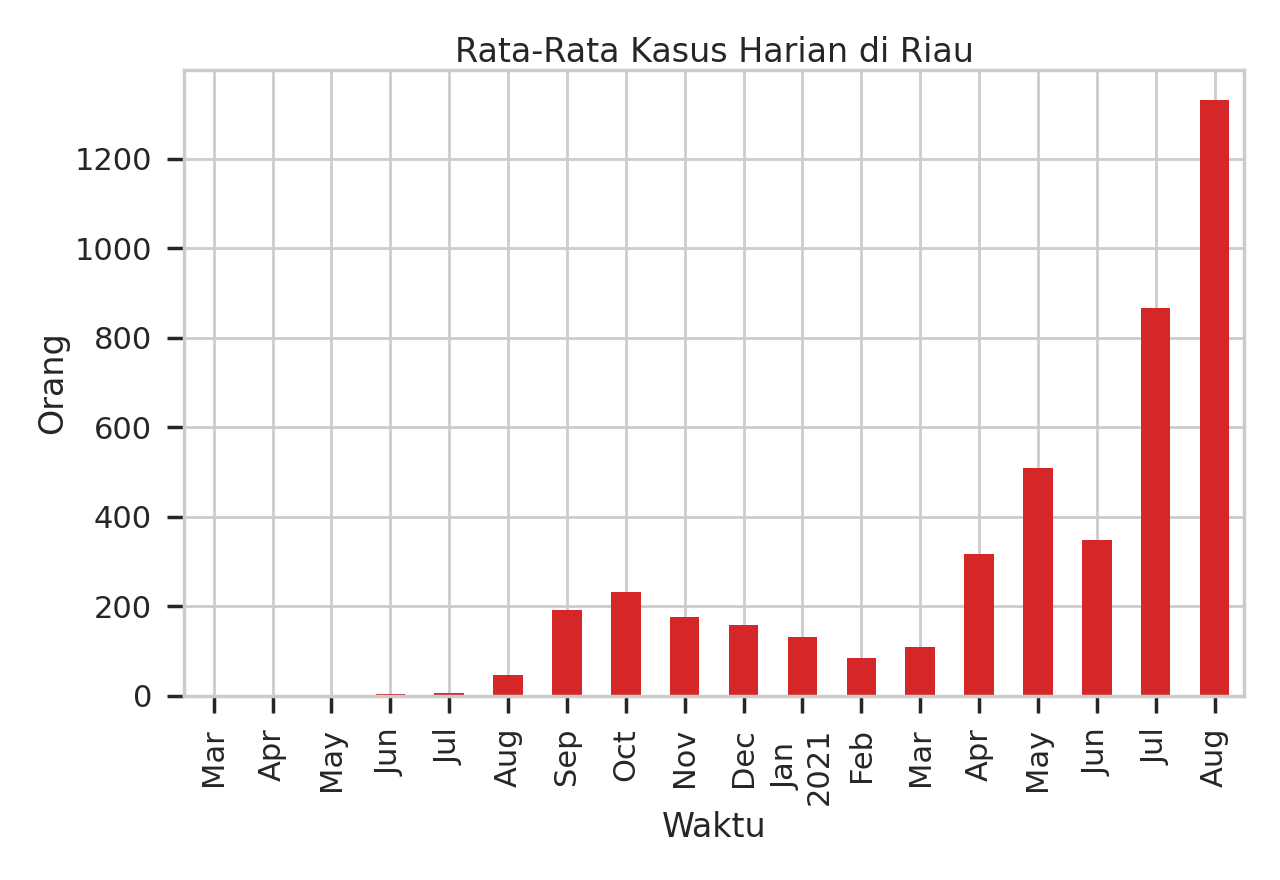 Rata-Rata Kasus Harian di Riau
1200
1000
800
600
400
200
0
Orang
Mar
Apr
May
Jun
Jul
Aug
Sep
Oct
Nov
Dec
Jan
2021
Feb
Mar
Apr
May
Jun
Jul
Aug
Waktu